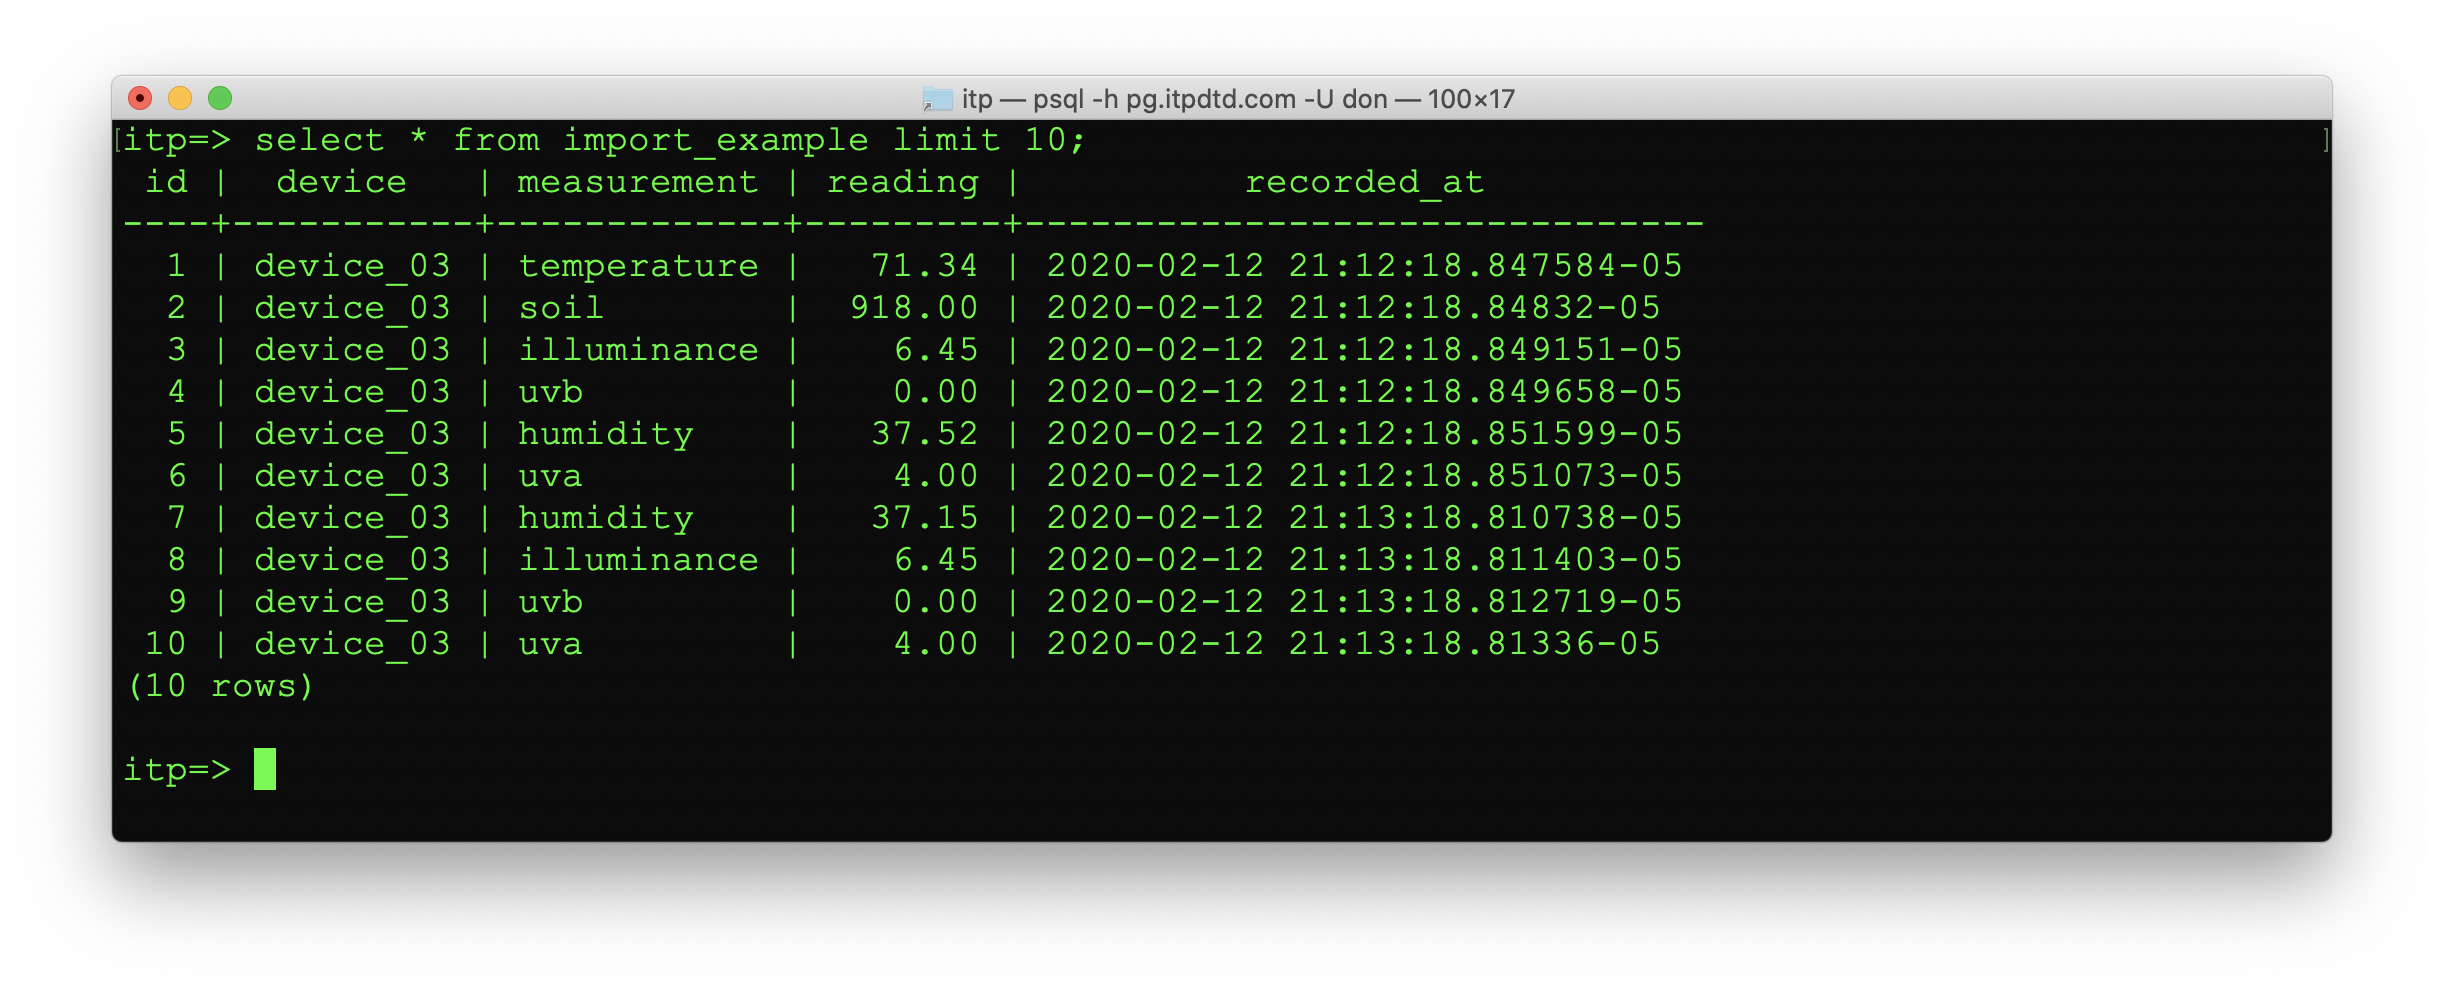 itp — psql -h pg.itpdtd.com -U don — 100×17
[itp=> select * from import_example limit 10;]
 id |  device   | measurement | reading |          recorded_at
----+-----------+-------------+---------+-------------------------------
  1 | device_03 | temperature |   71.34 | 2020-02-12 21:12:18.847584-05
  2 | device_03 | soil        |  918.00 | 2020-02-12 21:12:18.84832-05
  3 | device_03 | illuminance |    6.45 | 2020-02-12 21:12:18.849151-05
  4 | device_03 | uvb         |    0.00 | 2020-02-12 21:12:18.849658-05
  5 | device_03 | humidity    |   37.52 | 2020-02-12 21:12:18.851599-05
  6 | device_03 | uva         |    4.00 | 2020-02-12 21:12:18.851073-05
  7 | device_03 | humidity    |   37.15 | 2020-02-12 21:13:18.810738-05
  8 | device_03 | illuminance |    6.45 | 2020-02-12 21:13:18.811403-05
  9 | device_03 | uvb         |    0.00 | 2020-02-12 21:13:18.812719-05
 10 | device_03 | uva         |    4.00 | 2020-02-12 21:13:18.81336-05
(10 rows)
itp=>